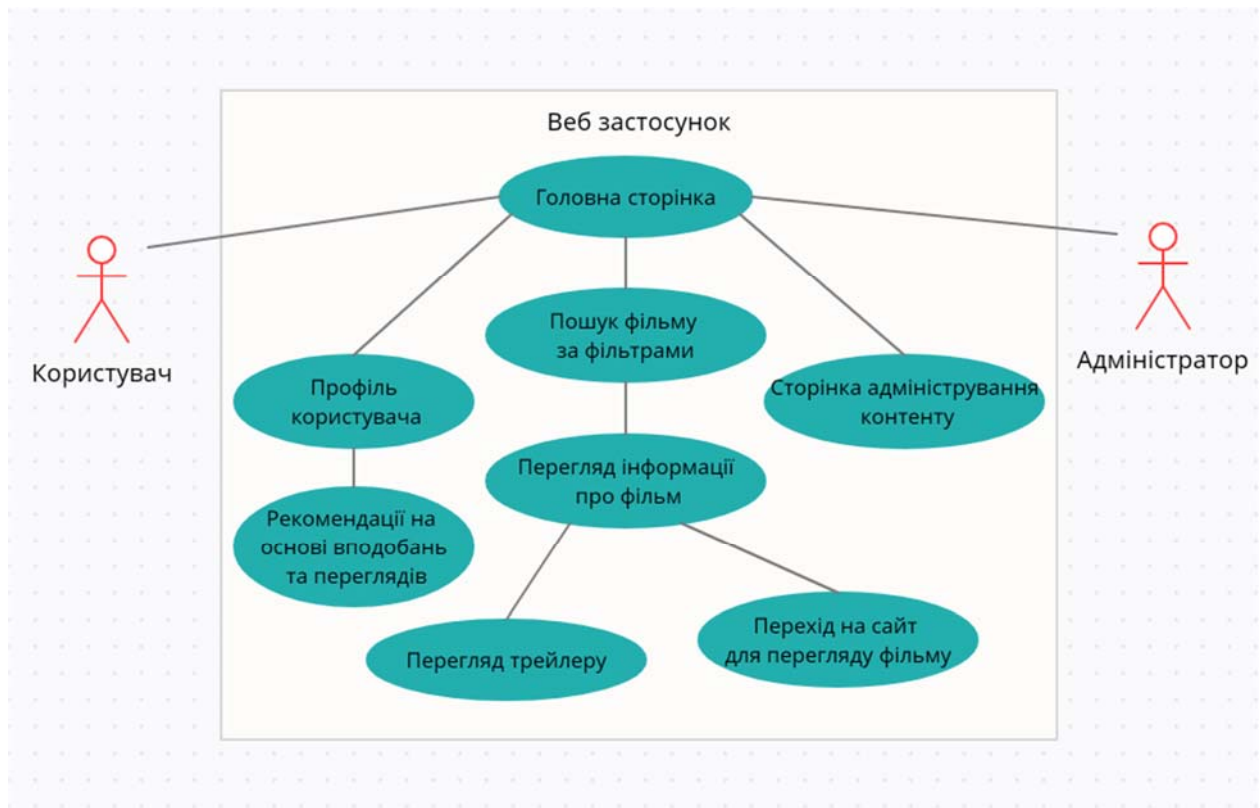 Веб застосунок
Головна сторінка
Пошук фільму
за фільтрами
Користувач
Адміністратор
Профіль
користувача
Сторінка адміністрування
контенту
Перегляд інформації
про фільм
Рекомендації на
основі вподобань
та переглядів
Перегляд трейлеру
Перехід на сайт
для перегляду фільму